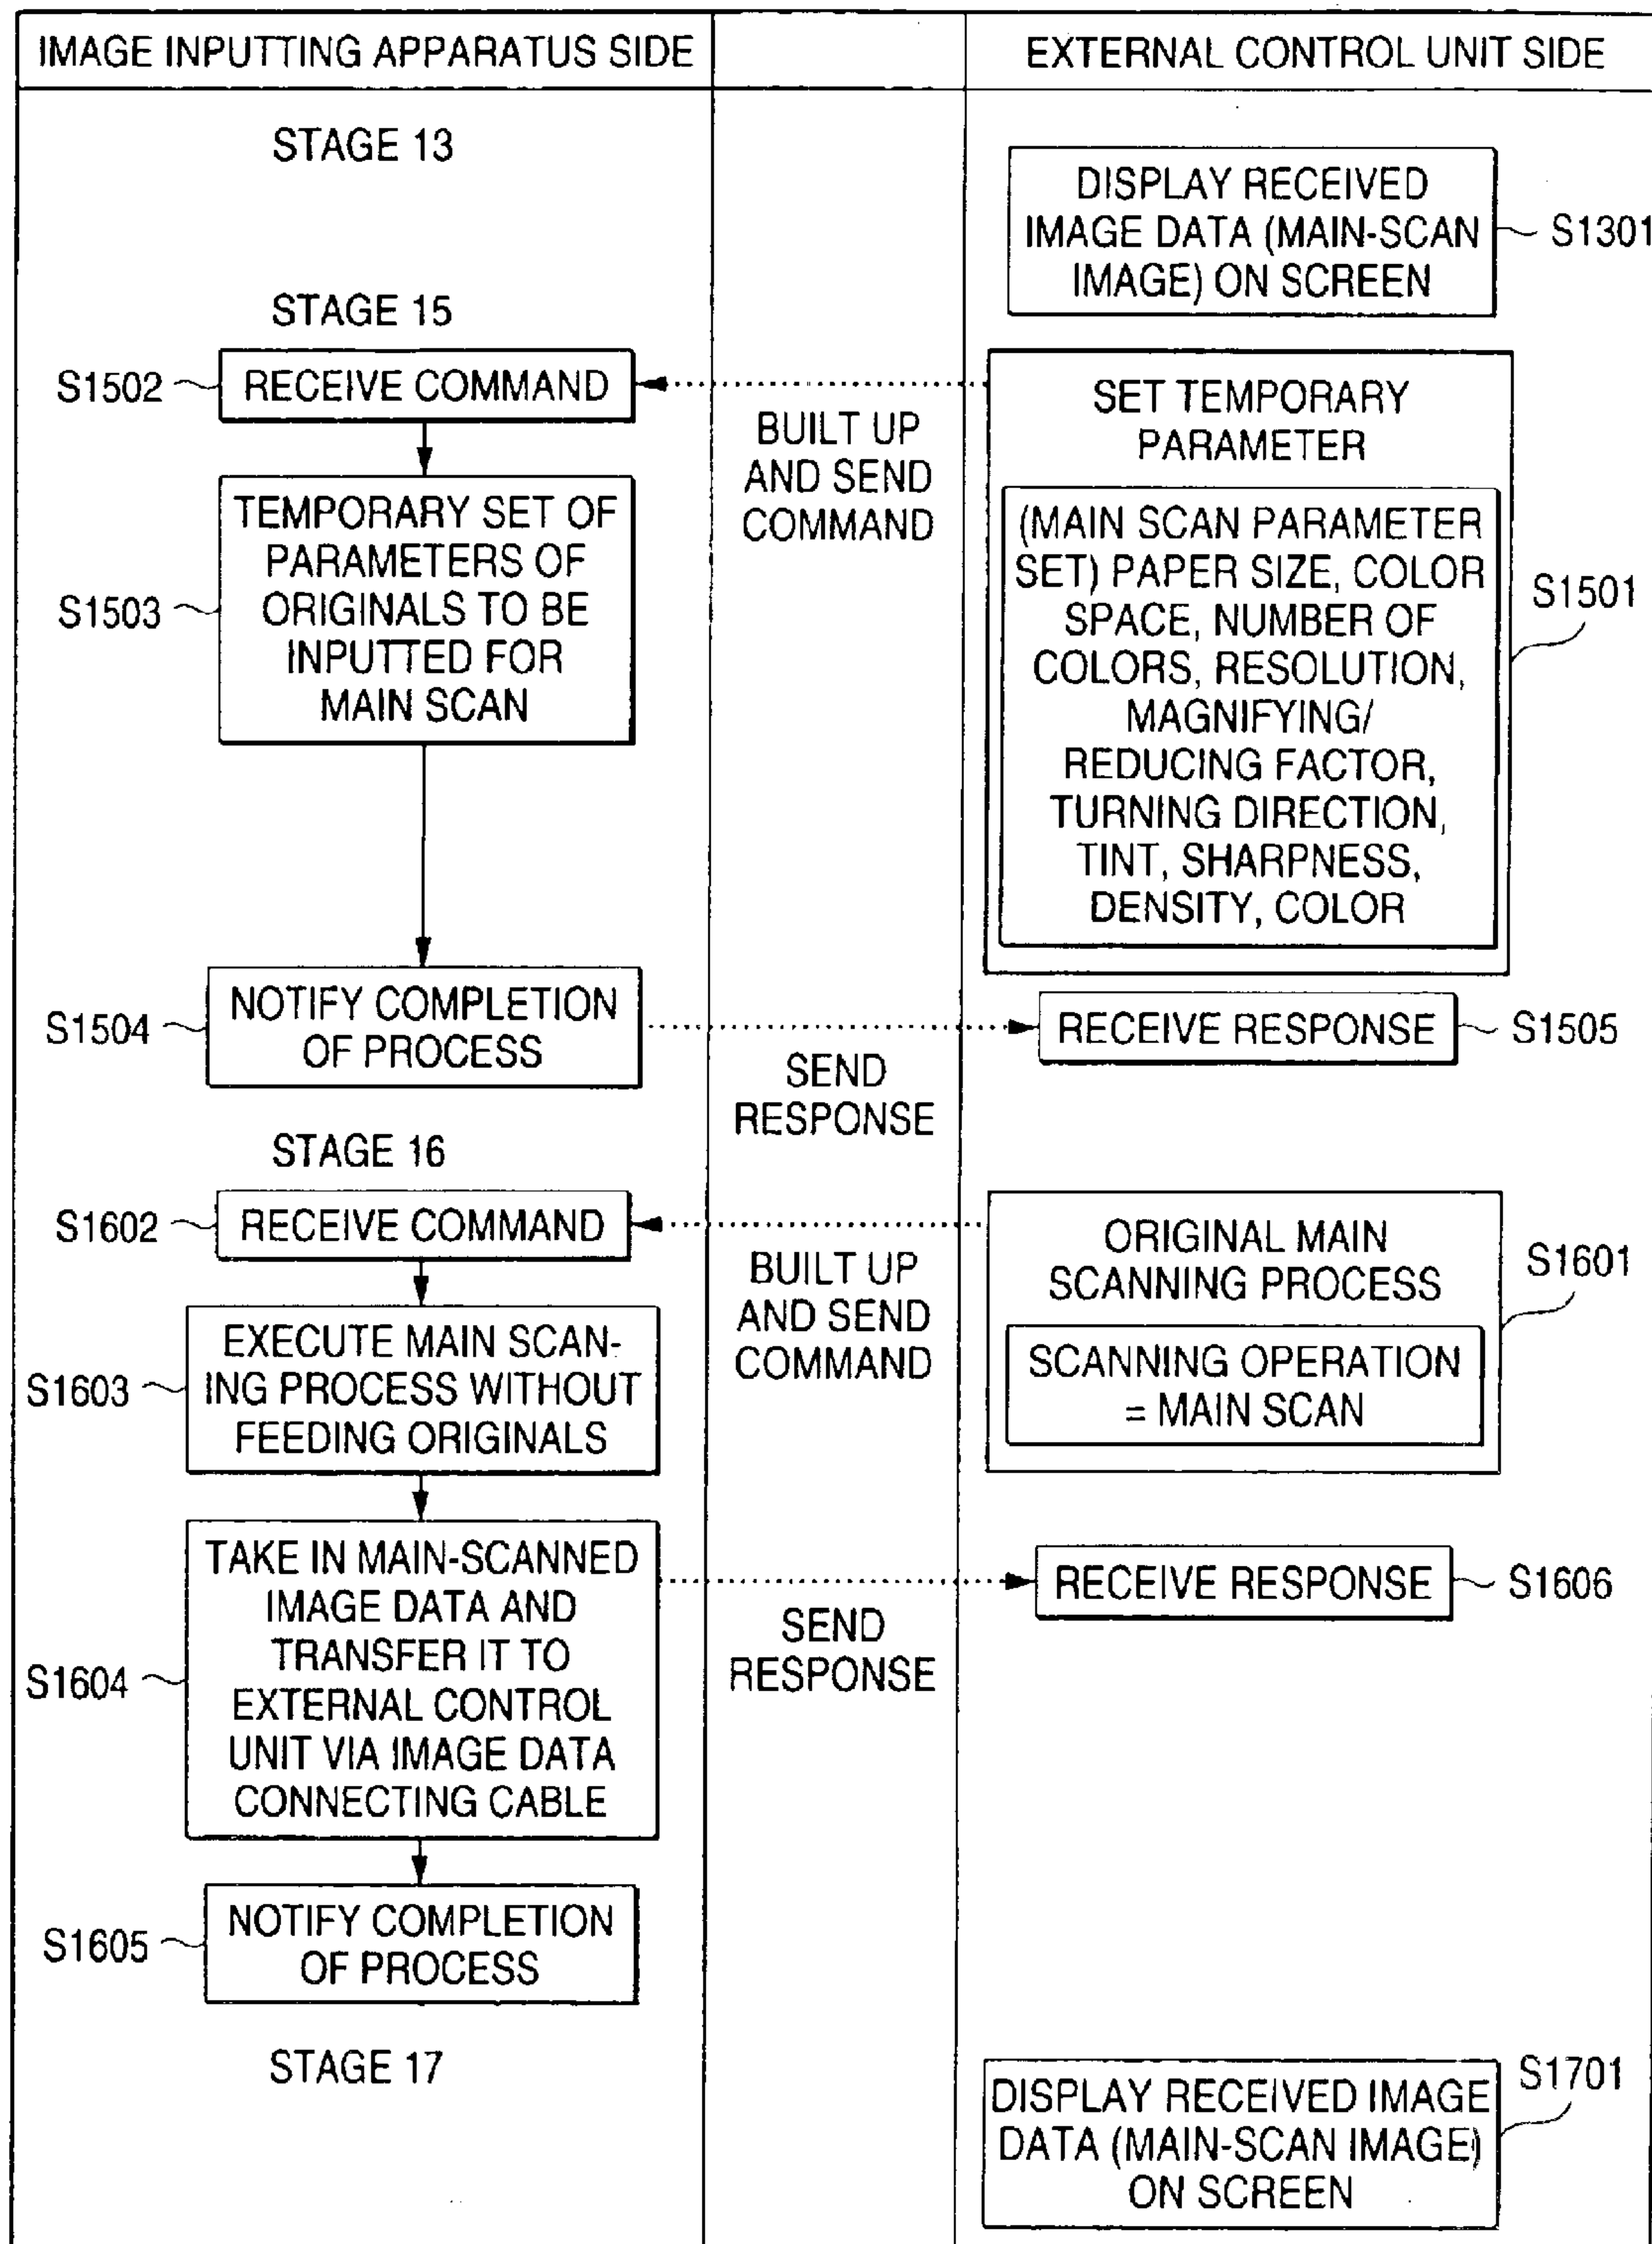 IMAGE INPUTTING APPARATUS SIDE
EXTERNAL CONTROL UNIT SIDE
STAGE 13
DISPLAY RECEIVED
IMAGE DATA (MAIN-SCAN
IMAGE) ON SCREEN
S1301
STAGE 15
S1502
RECEIVE COMMAND
BUILT UP
AND SEND
COMMAND
SET TEMPORARY
PARAMETER
(MAIN SCAN PARAMETER
SET) PAPER SIZE, COLOR
SPACE, NUMBER OF
COLORS, RESOLUTION,
MAGNIFYING/
REDUCING FACTOR,
TURNING DIRECTION,
TINT, SHARPNESS,
DENSITY, COLOR
S1501
S1503
TEMPORARY SET OF
PARAMETERS OF
ORIGINALS TO BE
INPUTTED FOR
MAIN SCAN
S1504
NOTIFY COMPLETION
OF PROCESS
SEND
RESPONSE
RECEIVE RESPONSE
S1505
STAGE 16
S1602
RECEIVE COMMAND
BUILT UP
AND SEND
COMMAND
ORIGINAL MAIN
SCANNING PROCESS
SCANNING OPERATION
= MAIN SCAN
S1601
S1603
EXECUTE MAIN SCAN-
ING PROCESS WITHOUT
FEEDING ORIGINALS
S1604
TAKE IN MAIN-SCANNED
IMAGE DATA AND
TRANSFER IT TO
EXTERNAL CONTROL
UNIT VIA IMAGE DATA
CONNECTING CABLE
SEND
RESPONSE
RECEIVE RESPONSE
S1606
S1605
NOTIFY COMPLETION
OF PROCESS
STAGE 17
DISPLAY RECEIVED IMAGE
DATA (MAIN-SCAN IMAGE)
ON SCREEN
S1701